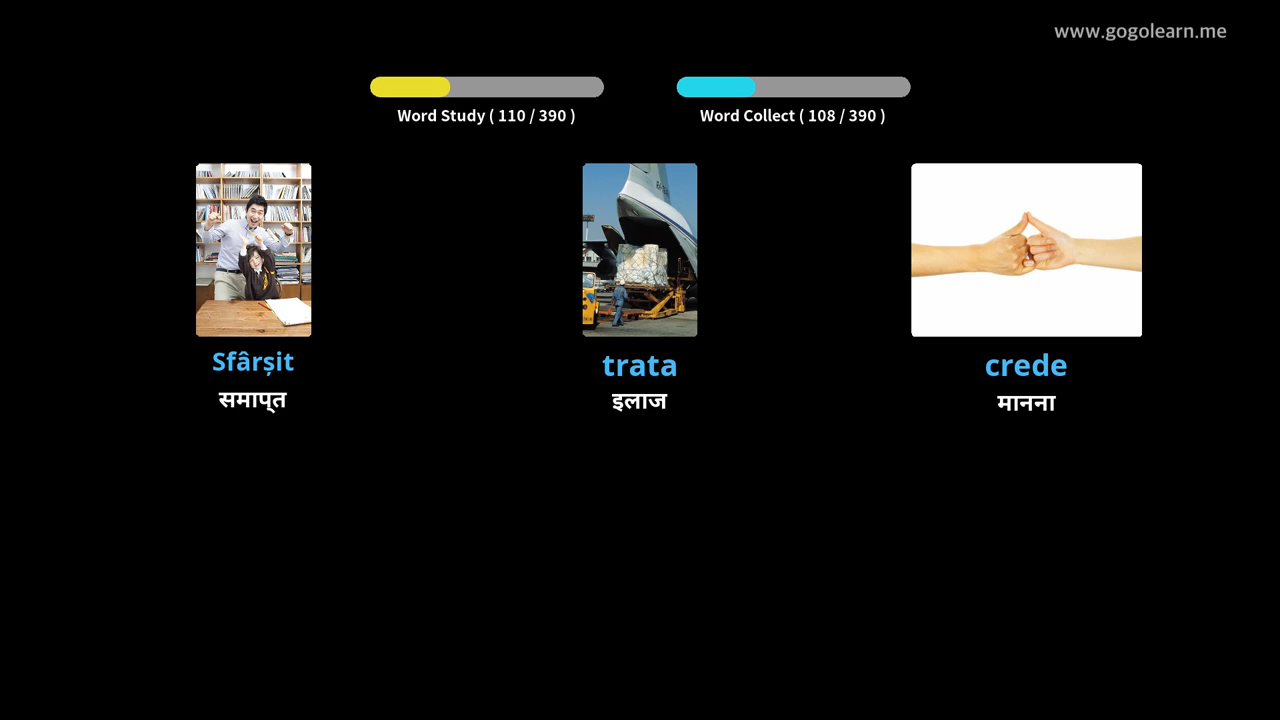 www.gogolearn.me
Word Study ( 110 / 390 )
Word Collect ( 108 / 390 )
Sfârșit
trata
crede
समाप्त
इलाज
मानना